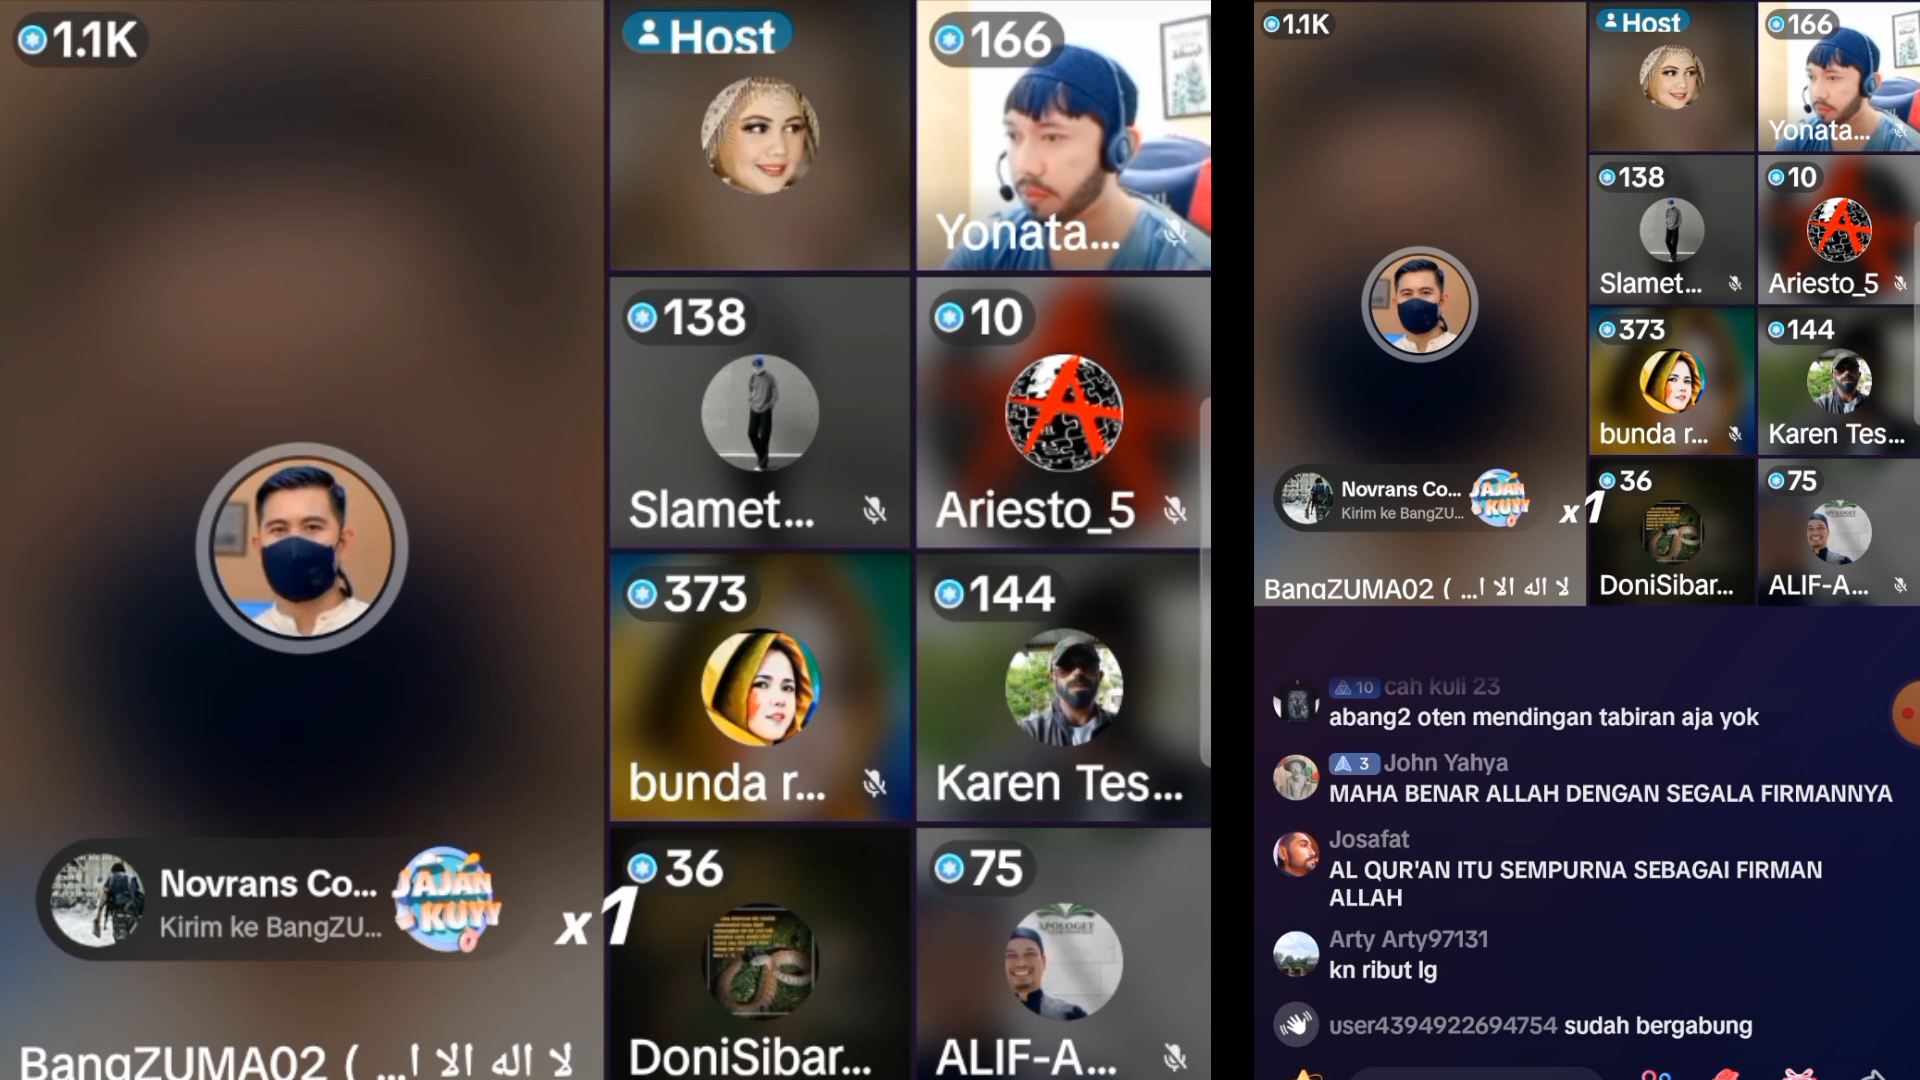 1.1K
Host
166
Yonata...
138
Slamet...
10
Ariesto_5
373
bunda r...
144
Karen Tes...
Novrans Co...
Kirim ke BangZU...
JAJAN
KUYY
x1
36
DoniSibar...
75
APOLOGET
ALIF-A...
BangZUMA02 ( ...لا اله الا ا
1.1K
Host
166
Yonata...
138
Slamet...
10
Ariesto_5
373
bunda r...
144
Karen Tes...
Novrans Co...
Kirim ke BangZU...
JAJAN
KUYY
x1
36
DoniSibar...
75
APOLOGET
ALIF-A...
BangZUMA02 ( ...لا اله الا ا
10 cah kuli 23
abang2 oten mendingan tabiran aja yok
3 John Yahya
MAHA BENAR ALLAH DENGAN SEGALA FIRMANNYA
Josafat
AL QUR'AN ITU SEMPURNA SEBAGAI FIRMAN
ALLAH
Arty Arty97131
kn ribut lg
user4394922694754 sudah bergabung